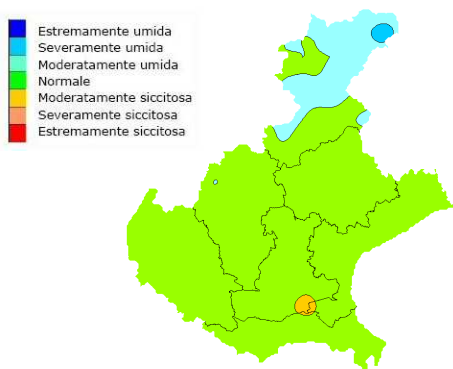 Estremamente umida
Severamente umida
Moderatamente umida
Normale
Moderatamente siccitosa
Severamente siccitosa
Estremamente siccitosa